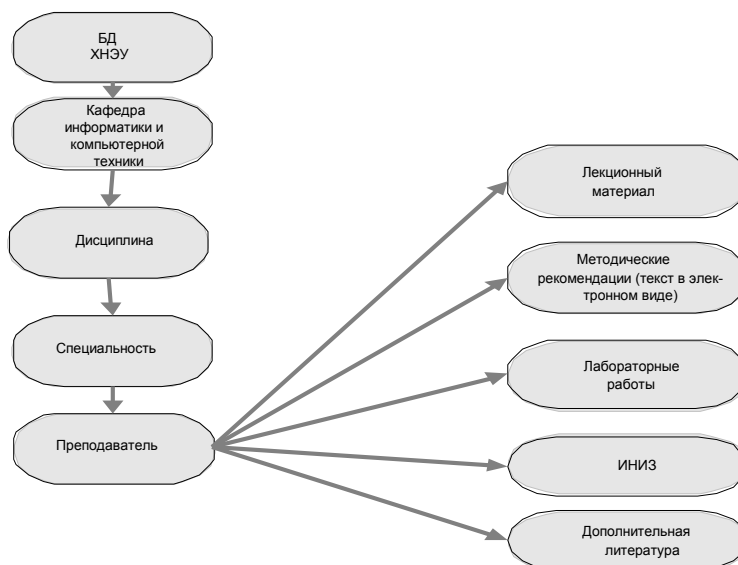 БД
ХНЭУ
Кафедра
информатики и
компьютерной
техники
Дисциплина
Специальность
Преподаватель
Лекционный
материал
Методические
рекомендации (текст в элек-
тронном виде)
Лабораторные
работы
ИНИЗ
Дополнительная
литература